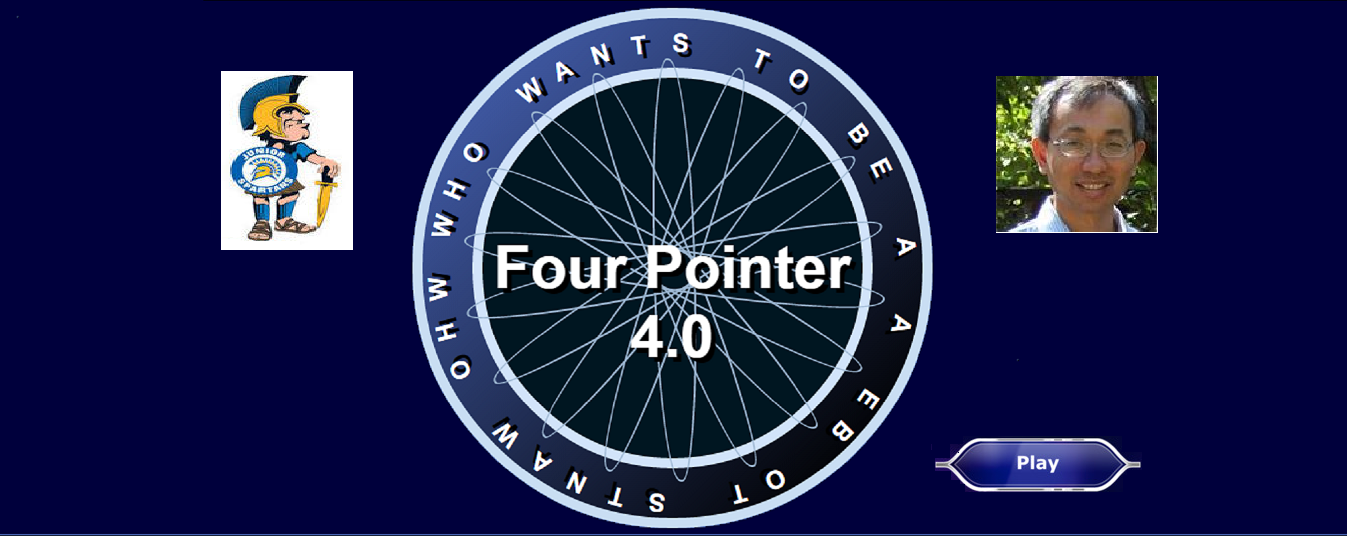 WHO WANTS TO BE A
WHO WANTS TO BE A
JUNIOR
SPARTANS
Four Pointer
4.0
Play